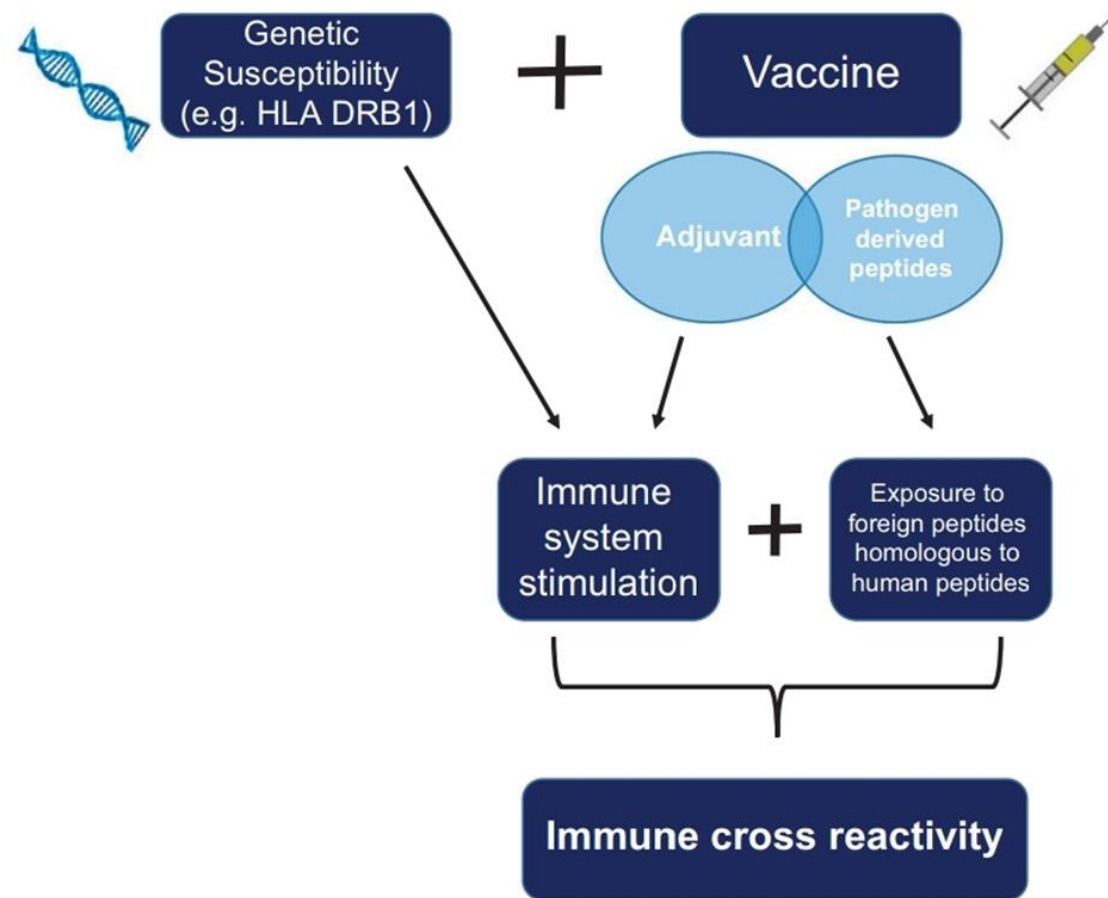 Genetic
Susceptibility
(e.g. HLA DRB1)
+
Vaccine
Adjuvant
Pathogen
derived
peptides
Immune
system
stimulation
+
Exposure to
foreign peptides
homologous to
human peptides
Immune cross reactivity